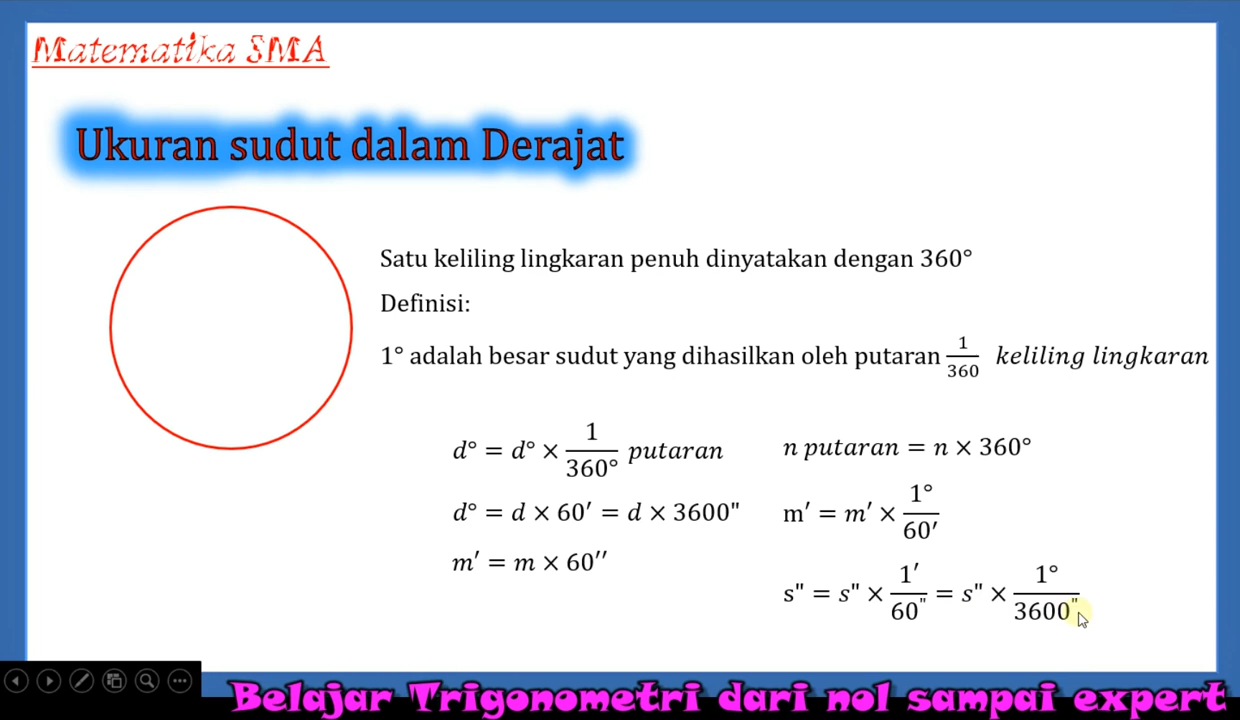 Matematika SMA
Ukuran sudut dalam Derajat
Satu keliling lingkaran penuh dinyatakan dengan 360°
Definisi:
1° adalah besar sudut yang dihasilkan oleh putaran 1/360 keliling lingkaran
d° = d° × 1/360° putaran
n putaran = n × 360°
d° = d × 60′ = d × 3600"
m′ = m′ × 1°/60′
m′ = m × 60′′
s" = s" × 1′/60" = s" × 1°/3600"
Belajar Trigonometri dari nol sampai expert